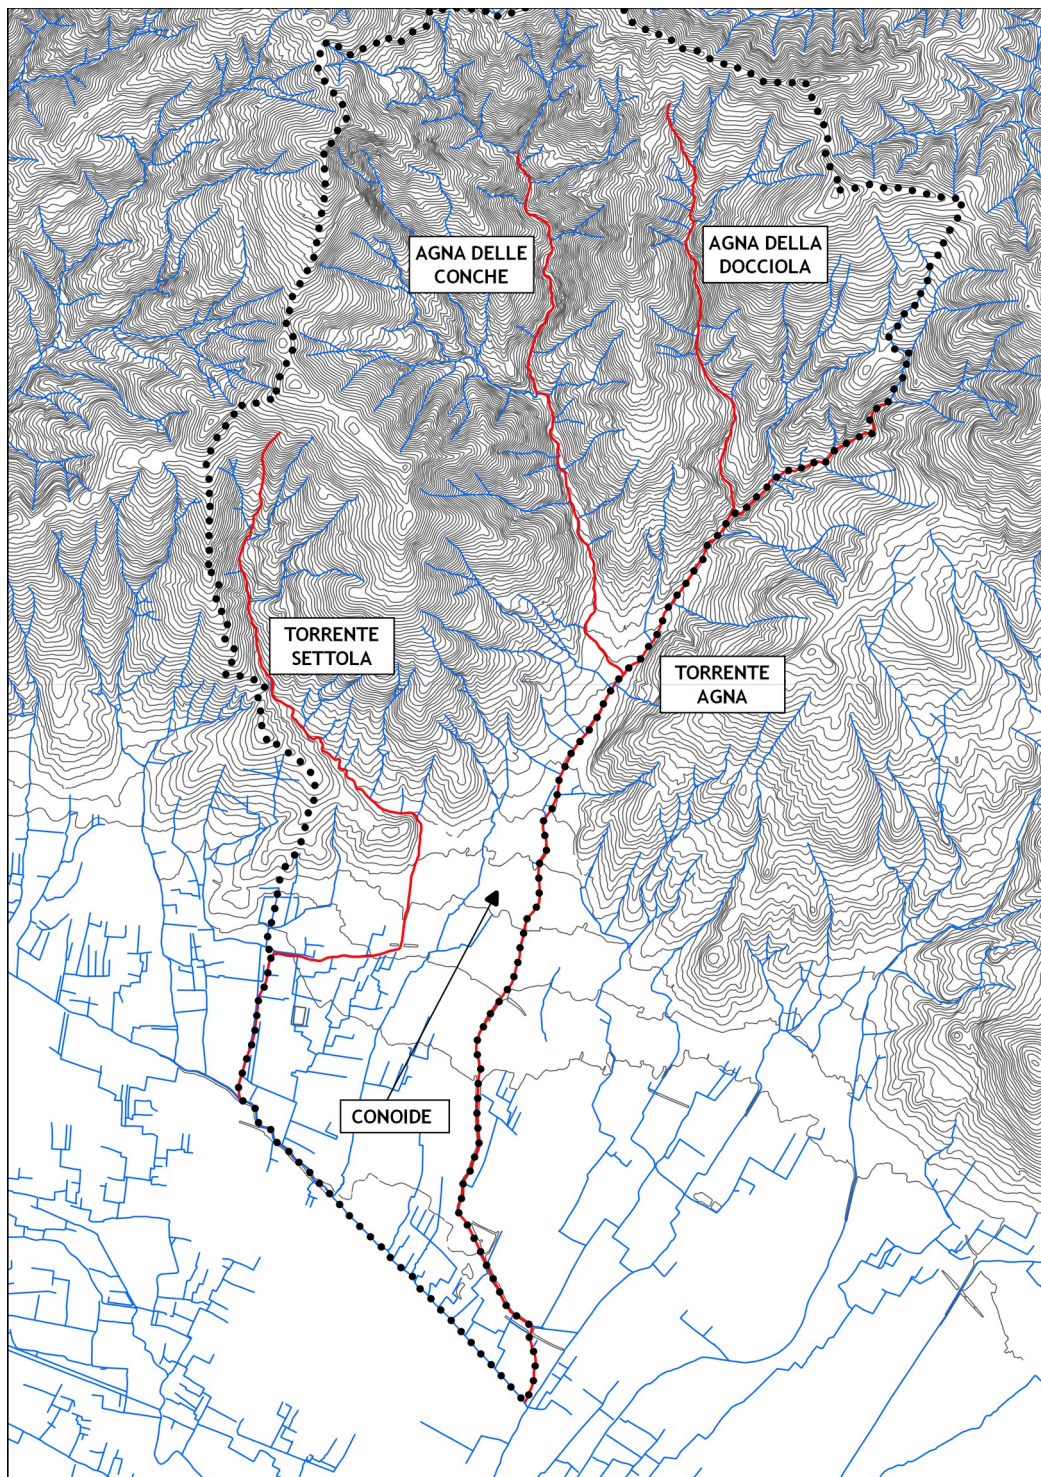 AGNA DELLE
CONCHE
AGNA DELLA
DOCCIOLA
TORRENTE
SETTOLA
TORRENTE
AGNA
CONOIDE